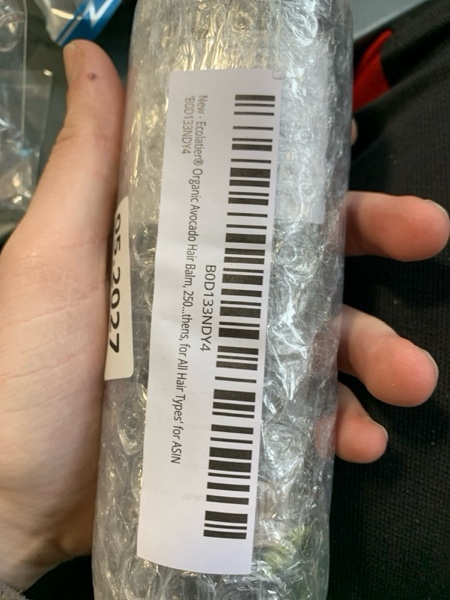 B0D133NDY4
New - Ecolatier® Organic Avocado Hair Balm, 250...thens, for All Hair Types' for ASIN
'B0D133NDY4
05.2027